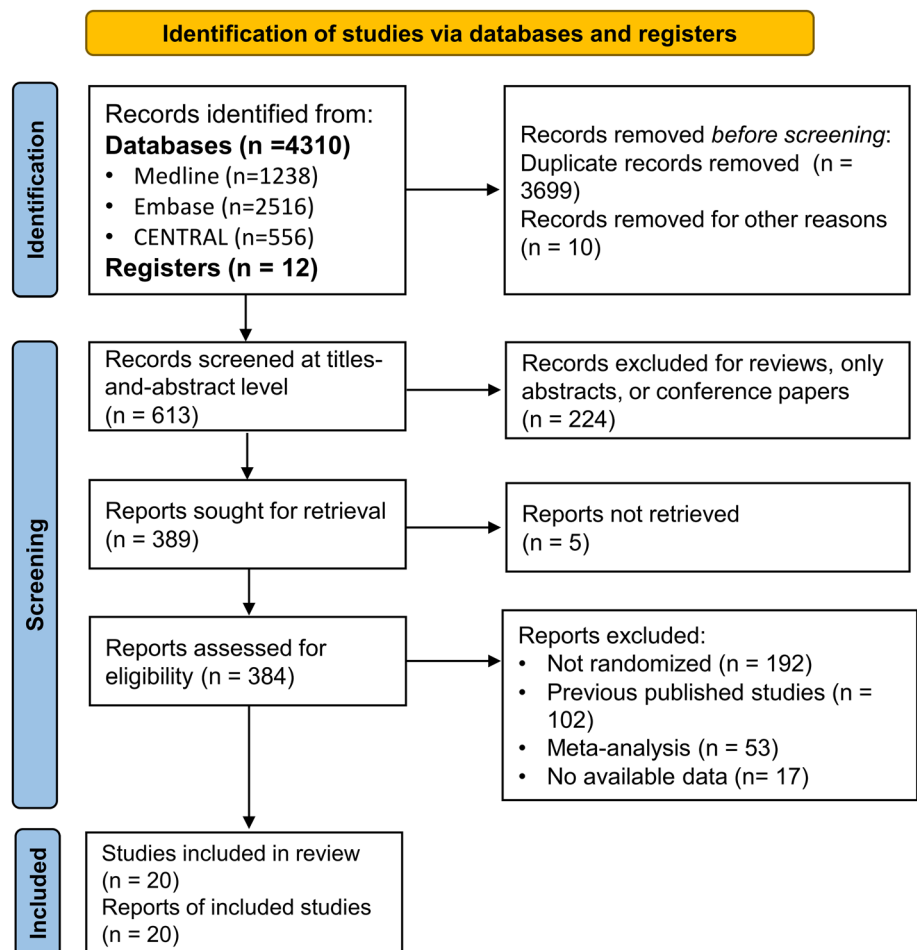 Identification of studies via databases and registers
Identification
Records identified from:
Databases (n =4310)
• Medline (n=1238)
• Embase (n=2516)
• CENTRAL (n=556)
Registers (n = 12)
Records removed before screening:
Duplicate records removed (n =
3699)
Records removed for other reasons
(n = 10)
Screening
Records screened at titles-
and-abstract level
(n = 613)
Records excluded for reviews, only
abstracts, or conference papers
(n = 224)
Reports sought for retrieval
(n = 389)
Reports not retrieved
(n = 5)
Reports assessed for
eligibility (n = 384)
Reports excluded:
• Not randomized (n = 192)
• Previous published studies (n =
102)
• Meta-analysis (n = 53)
• No available data (n= 17)
Included
Studies included in review
(n = 20)
Reports of included studies
(n = 20)